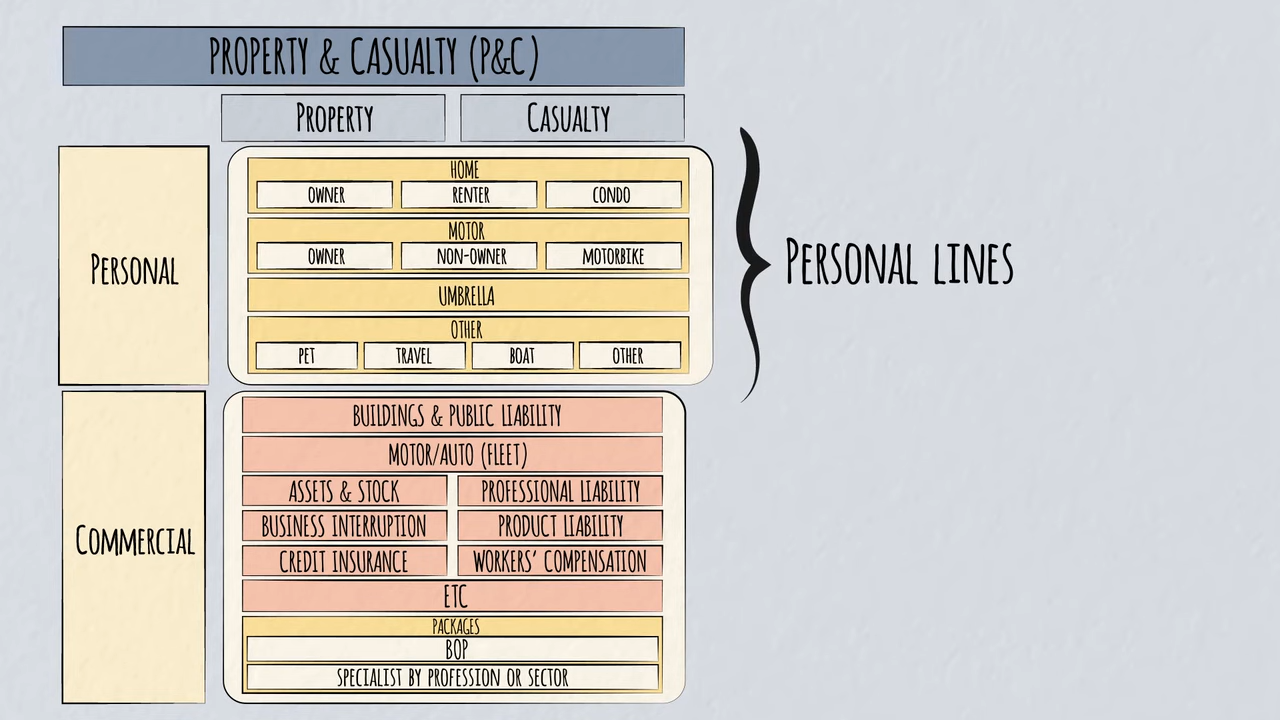 PROPERTY & CASUALTY (P&C)
PROPERTY CASUALTY
PERSONAL
HOME
OWNER RENTER CONDO
MOTOR
OWNER NON-OWNER MOTORBIKE
UMBRELLA
OTHER
PET TRAVEL BOAT OTHER
PERSONAL LINES
COMMERCIAL
BUILDINGS & PUBLIC LIABILITY
MOTOR/AUTO (FLEET)
ASSETS & STOCK PROFESSIONAL LIABILITY
BUSINESS INTERRUPTION PRODUCT LIABILITY
CREDIT INSURANCE WORKERS' COMPENSATION
ETC
PACKAGES
BOP
SPECIALIST BY PROFESSION OR SECTOR